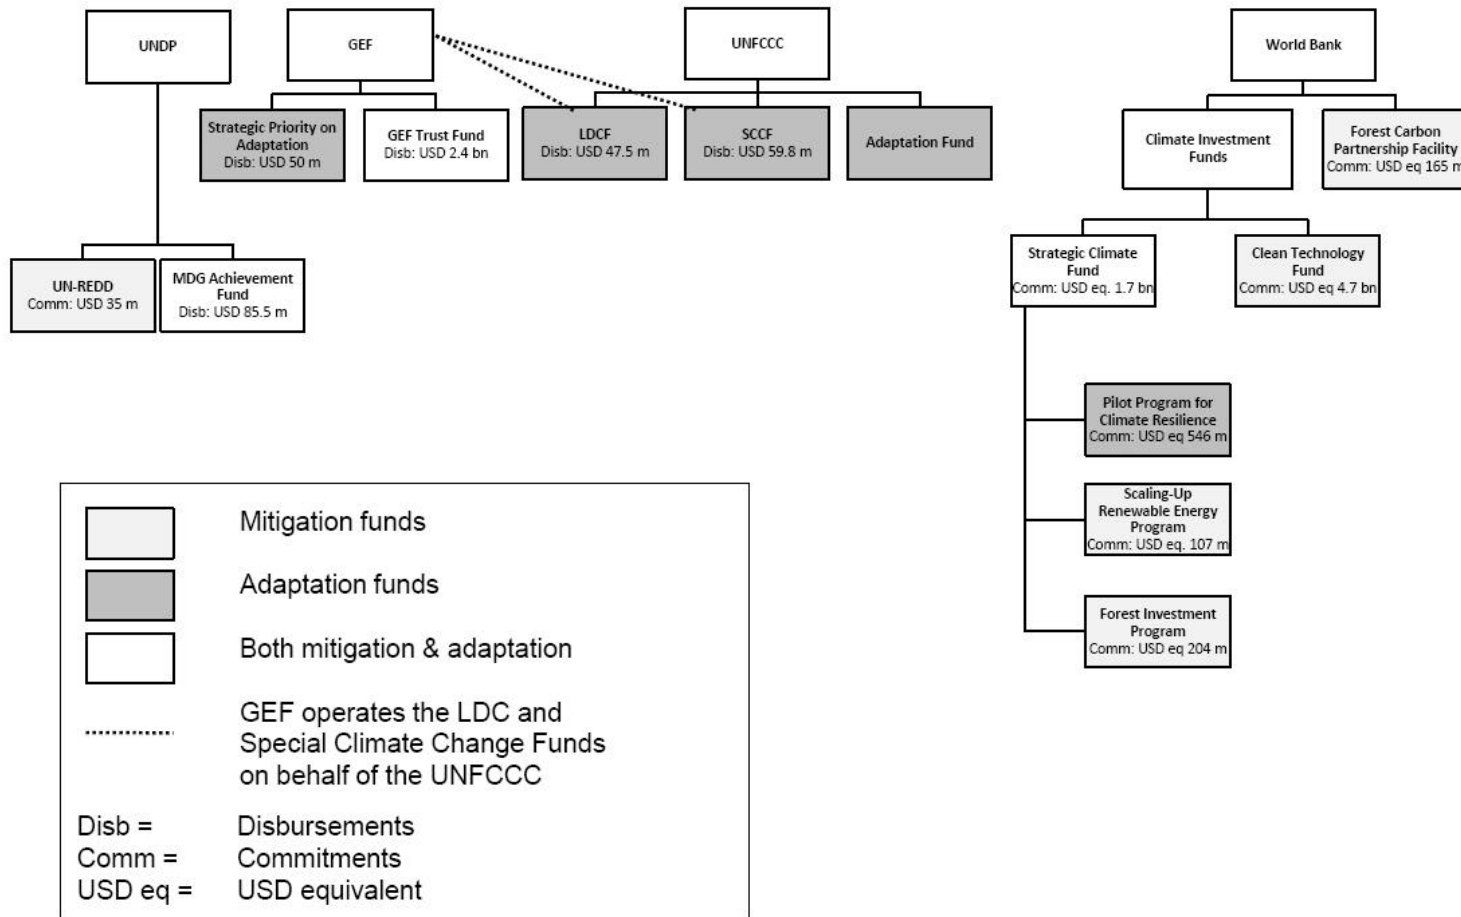 UNDP
GEF
UNFCCC
World Bank
Strategic Priority on
Adaptation
Disb: USD 50 m
GEF Trust Fund
Disb: USD 2.4 bn
LDCF
Disb: USD 47.5 m
SCCF
Disb: USD 59.8 m
Adaptation Fund
Climate Investment
Funds
Forest Carbon
Partnership Facility
Comm: USD eq 165 m
UN-REDD
Comm: USD 35 m
MDG Achievement
Fund
Disb: USD 85.5 m
Strategic Climate
Fund
Comm: USD eq. 1.7 bn
Clean Technology
Fund
Comm: USD eq 4.7 bn
Pilot Program for
Climate Resilience
Comm: USD eq 546 m
Scaling-Up
Renewable Energy
Program
Comm: USD eq. 107 m
Forest Investment
Program
Comm: USD eq 204 m
Mitigation funds
Adaptation funds
Both mitigation & adaptation
GEF operates the LDC and
Special Climate Change Funds
on behalf of the UNFCCC
Disb = Disbursements
Comm = Commitments
USD eq = USD equivalent